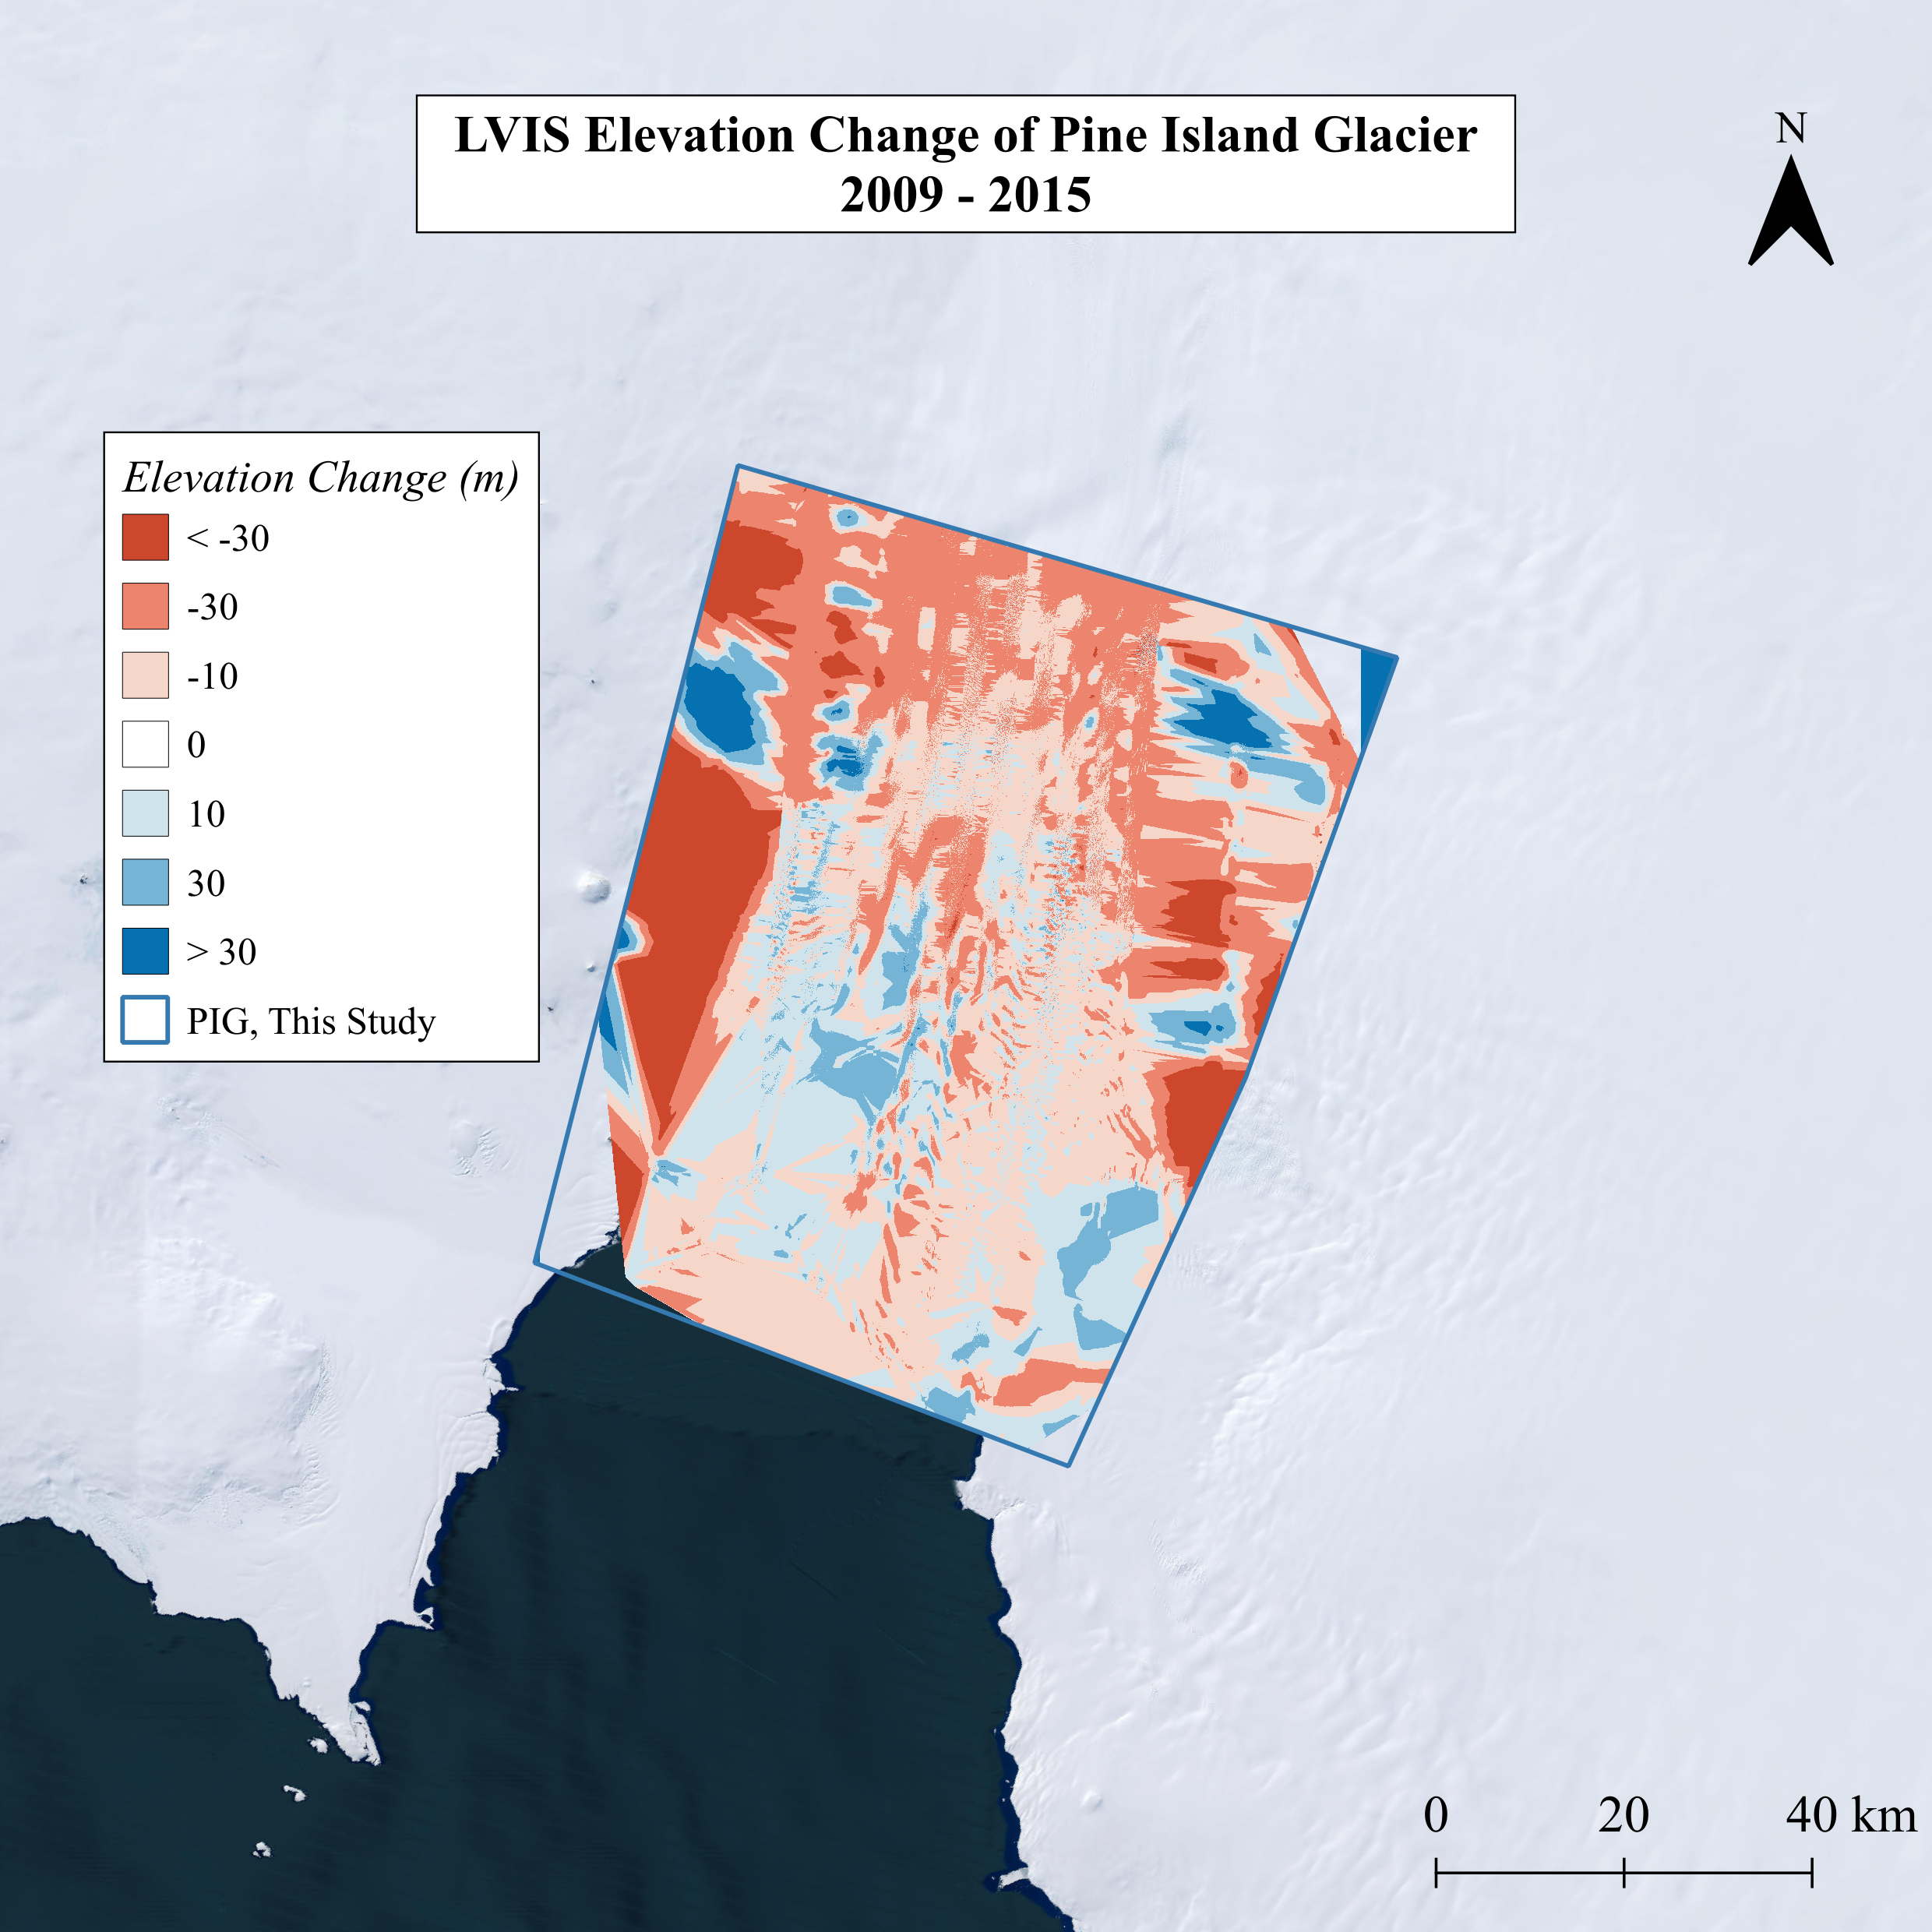 LVIS Elevation Change of Pine Island Glacier
2009 - 2015
N
Elevation Change (m)
< -30
-30
-10
0
10
30
> 30
PIG, This Study
0 20 40 km